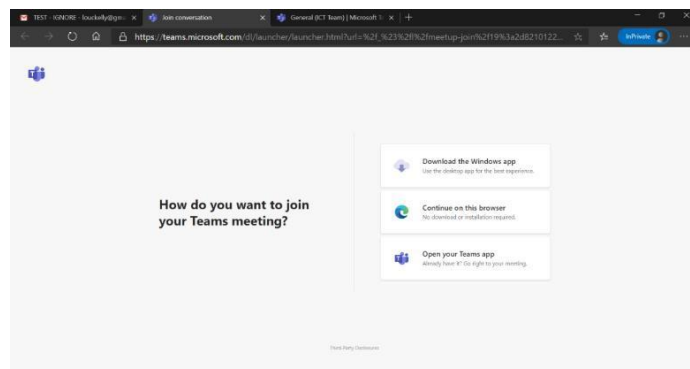 TEST - IGNORE - louckelly@gm
Join conversation
General (ICT Team) | Microsoft T
https://teams.microsoft.com/dl/launcher/launcher.html?url=%2f_%23%2fl%2fmeetup-join%2f19%3a2d8210122...
InPrivate
How do you want to join
your Teams meeting?
Download the Windows app
Use the desktop app for the best experience.
Continue on this browser
No download or installation required.
Open your Teams app
Already have it? Go right to your meeting.
Third Party Disclosures